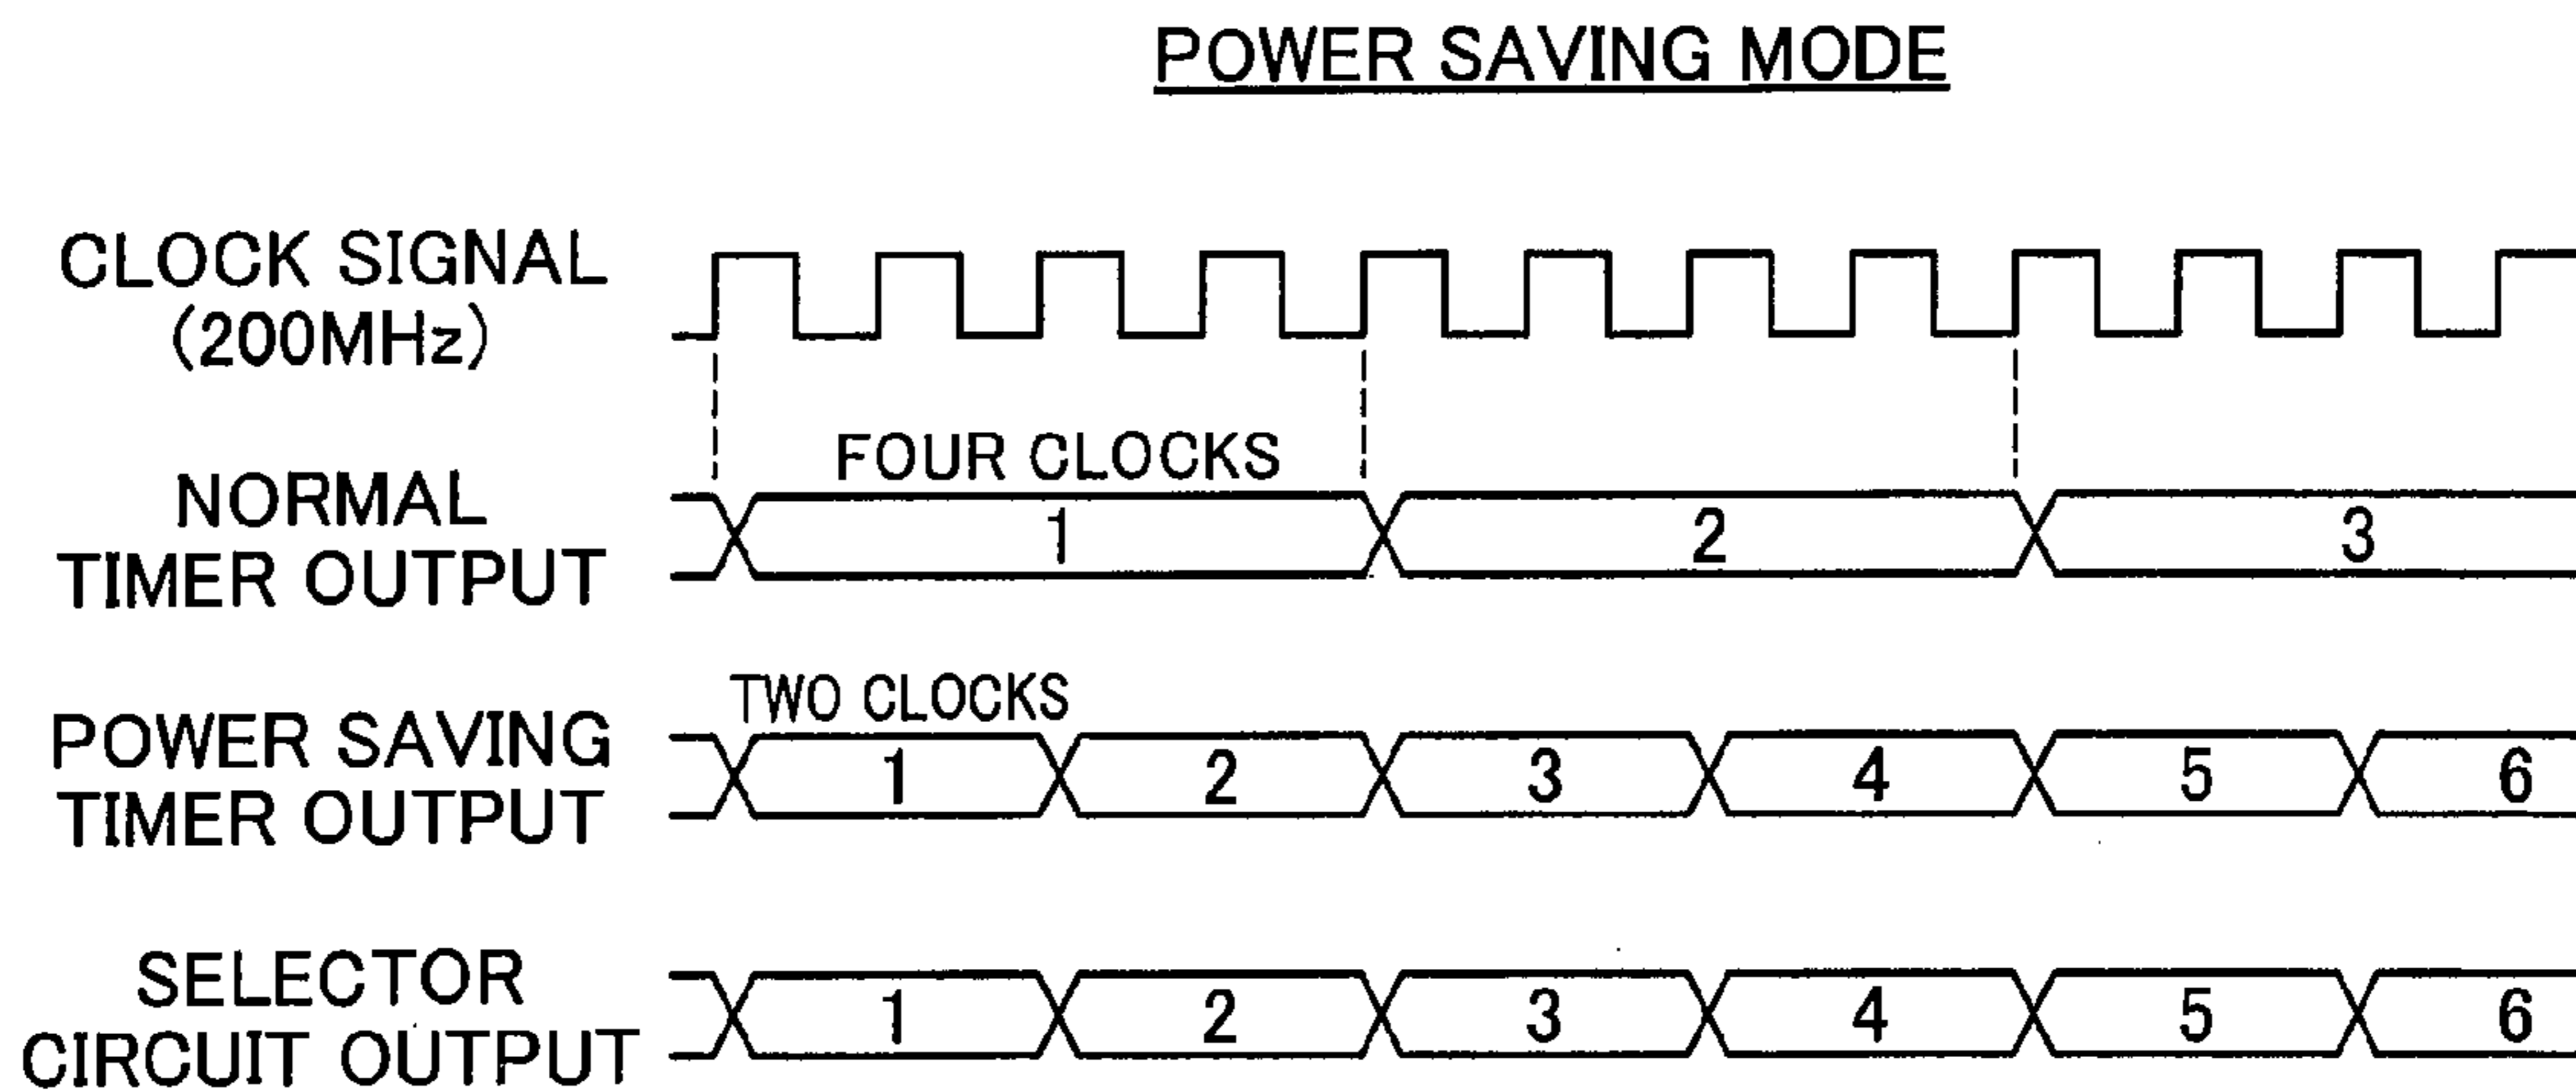 POWER SAVING MODE
CLOCK SIGNAL
(200MHz)
FOUR CLOCKS
NORMAL
TIMER OUTPUT
1 2 3
TWO CLOCKS
POWER SAVING
TIMER OUTPUT
1 2 3 4 5 6
SELECTOR
CIRCUIT OUTPUT
1 2 3 4 5 6